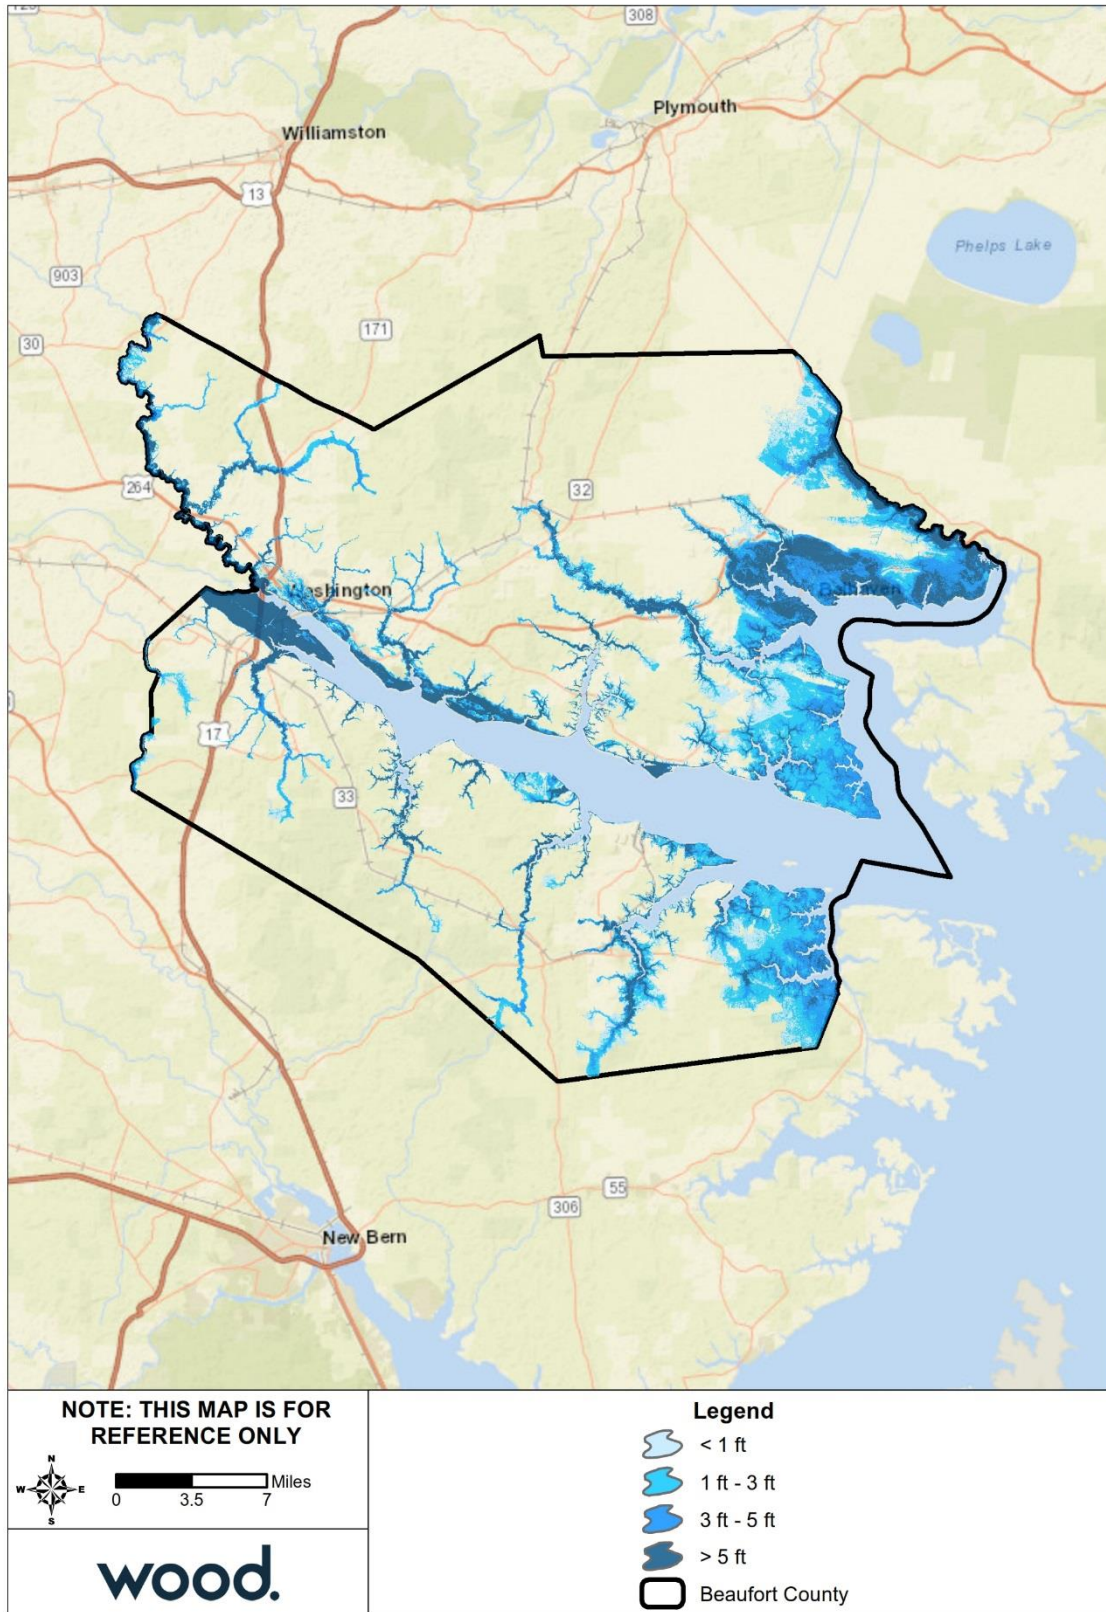 308
Plymouth
Williamston
13
Phelps Lake
903
171
30
264
32
Washington
Belhaven
17
33
55
306
New Bern
NOTE: THIS MAP IS FOR
REFERENCE ONLY
N
W E
S
Miles
0 3.5 7
wood.
Legend
< 1 ft
1 ft - 3 ft
3 ft - 5 ft
> 5 ft
Beaufort County